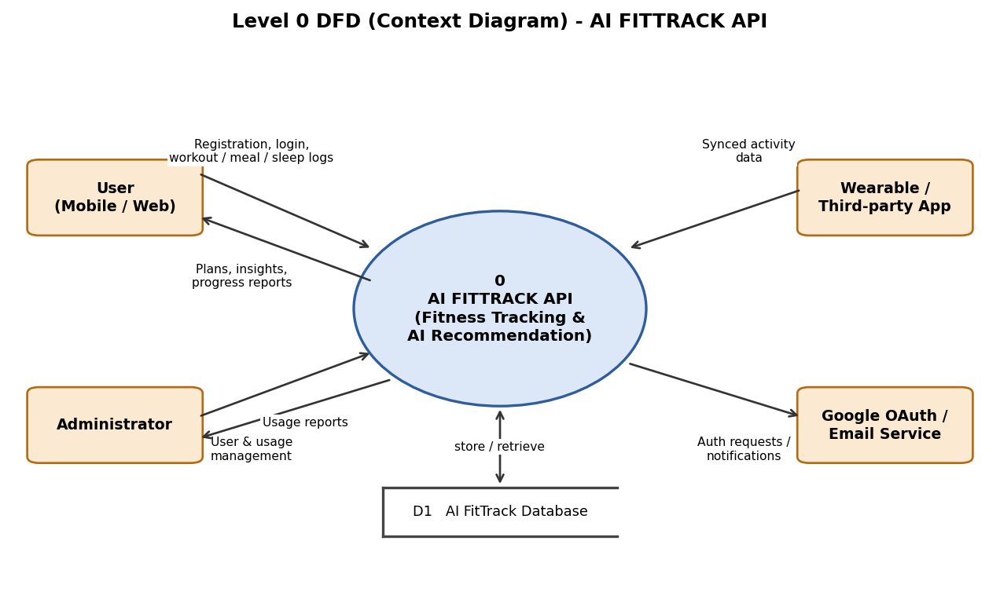 Level 0 DFD (Context Diagram) - AI FITTRACK API
Registration, login,
workout / meal / sleep logs
Synced activity
data
User
(Mobile / Web)
Wearable /
Third-party App
Plans, insights,
progress reports
0
AI FITTRACK API
(Fitness Tracking &
AI Recommendation)
Administrator
Usage reports
User & usage
management
store / retrieve
Google OAuth /
Email Service
Auth requests /
notifications
D1   AI FitTrack Database